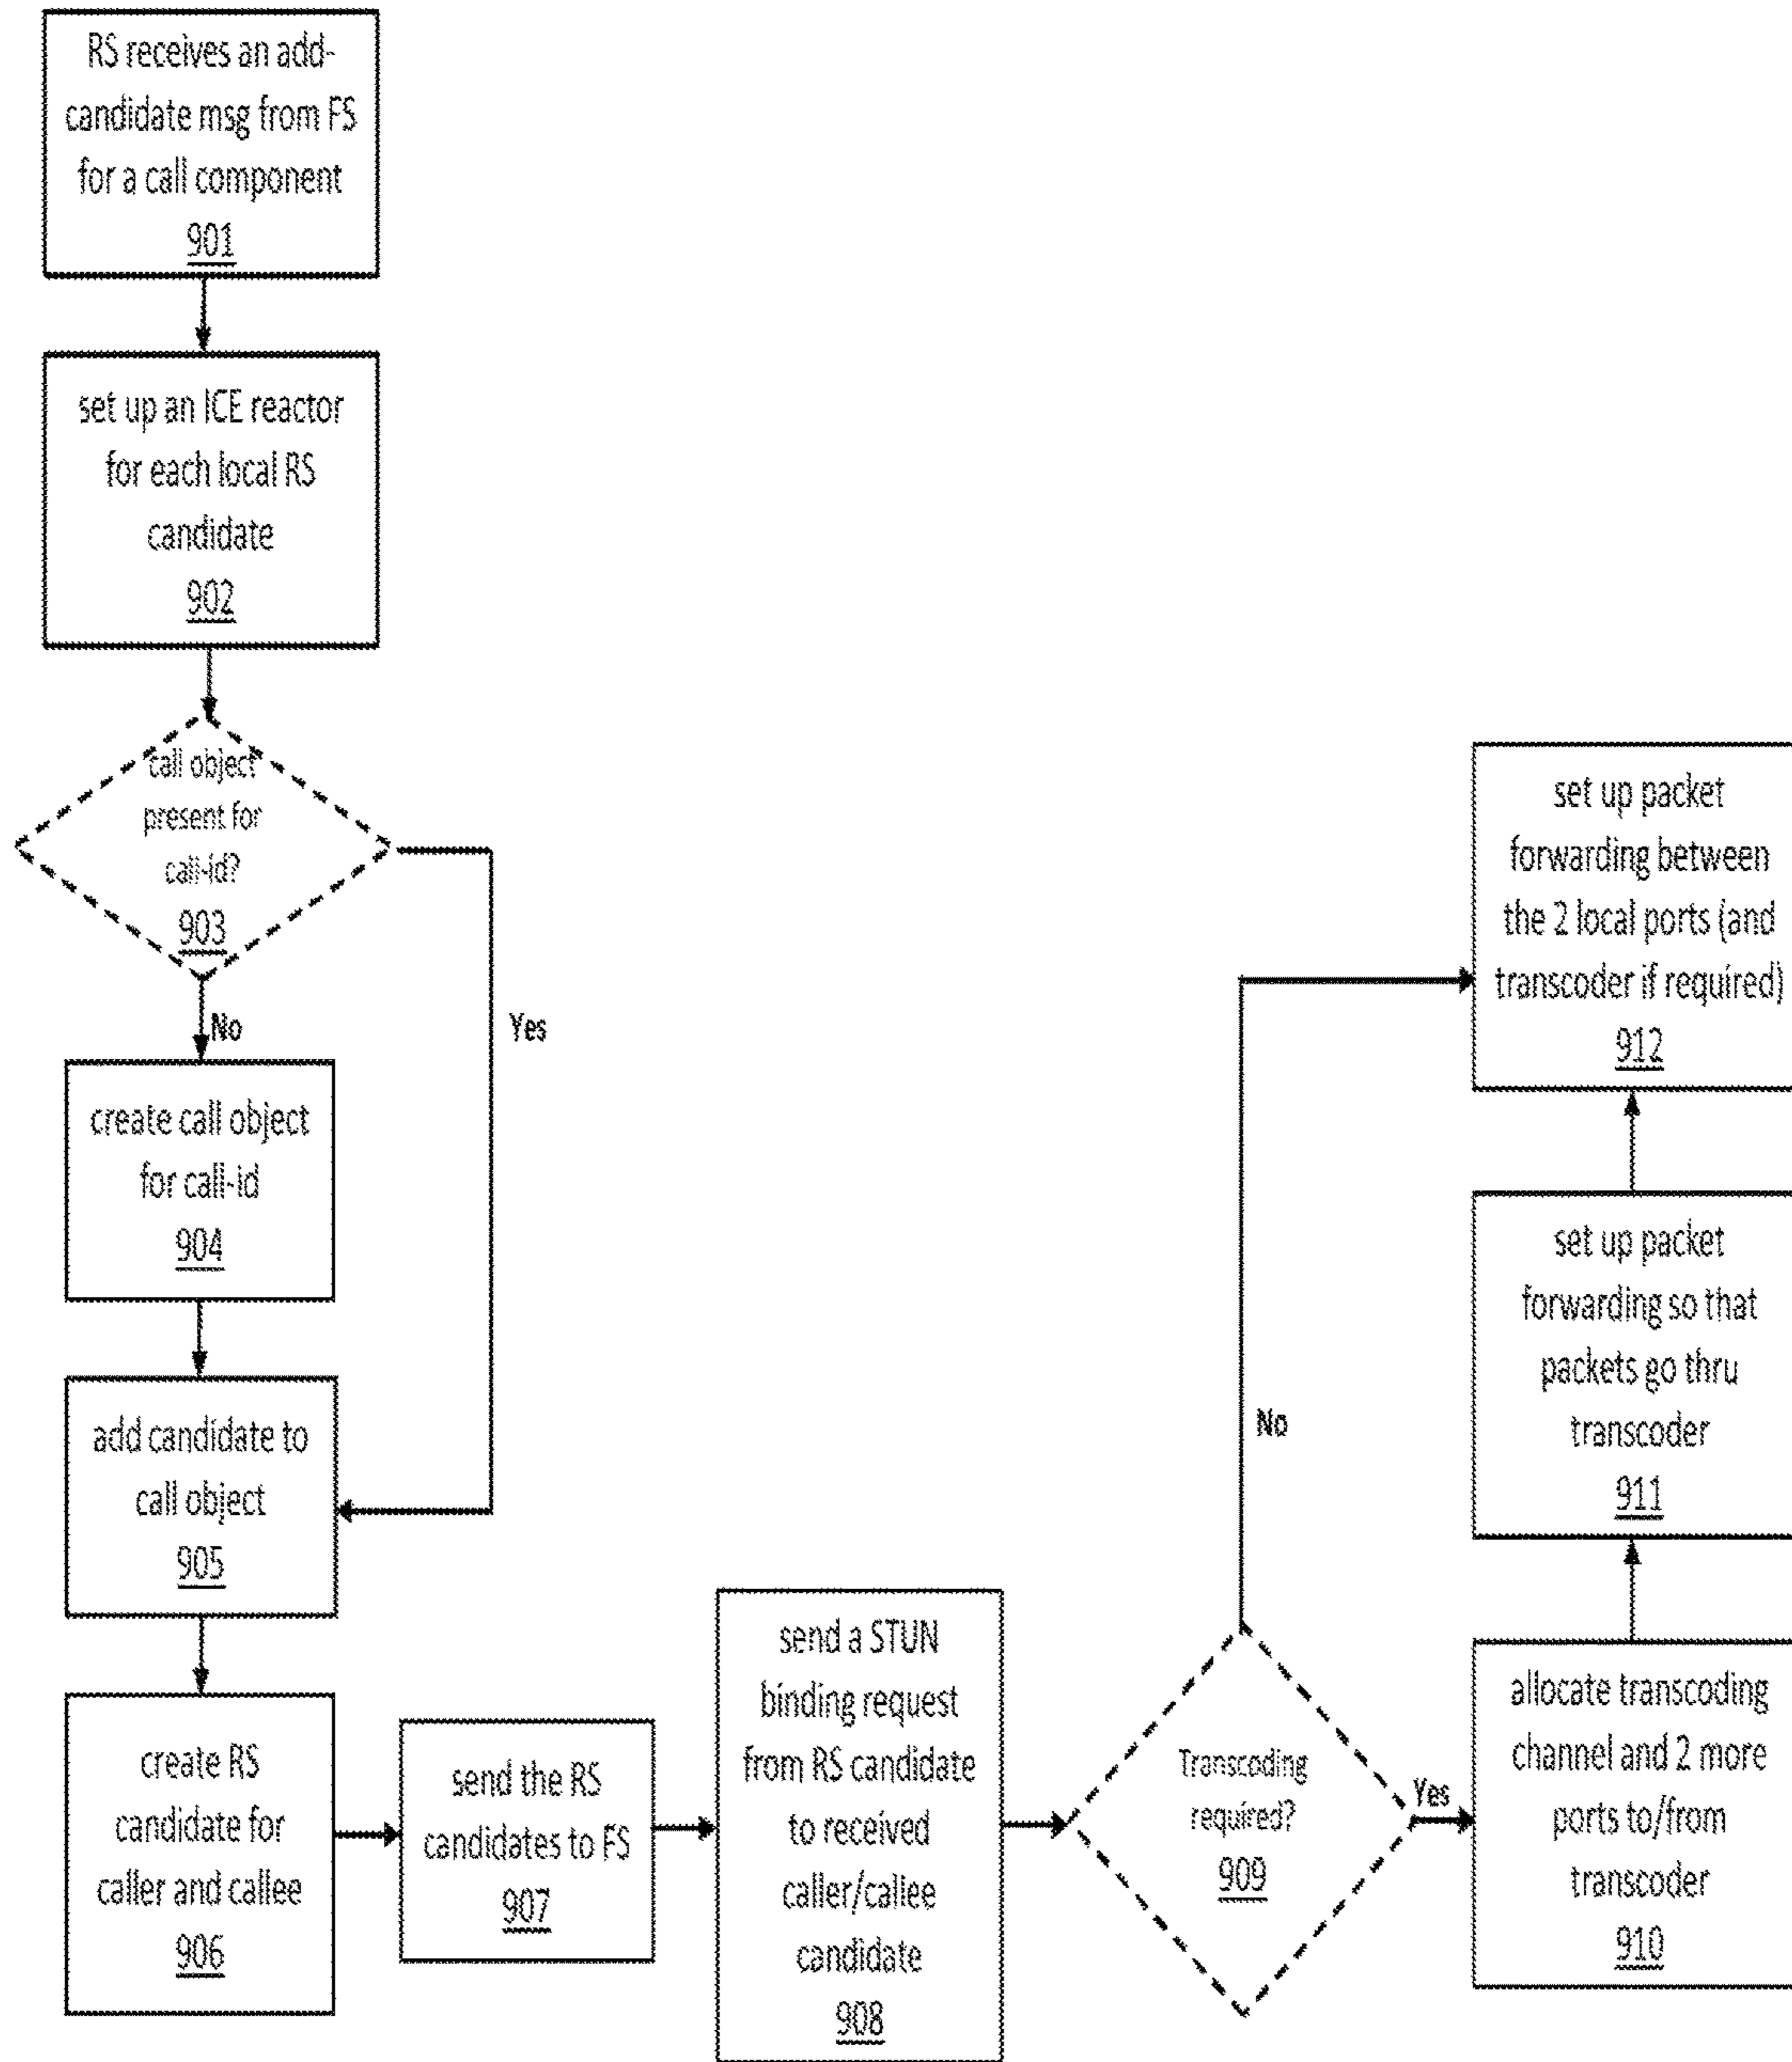 RS receives an add-
candidate msg from FS
for a call component
901
set up an ICE reactor
for each local RS
candidate
902
call object
present for
call-id?
903
No
Yes
create call object
for call-id
904
add candidate to
call object
905
create RS
candidate for
caller and callee
906
send the RS
candidates to FS
907
send a STUN
binding request
from RS candidate
to received
caller/callee
candidate
908
Transcoding
required?
909
No
Yes
allocate transcoding
channel and 2 more
ports to/from
transcoder
910
set up packet
forwarding so that
packets go thru
transcoder
911
set up packet
forwarding between
the 2 local ports (and
transcoder if required)
912